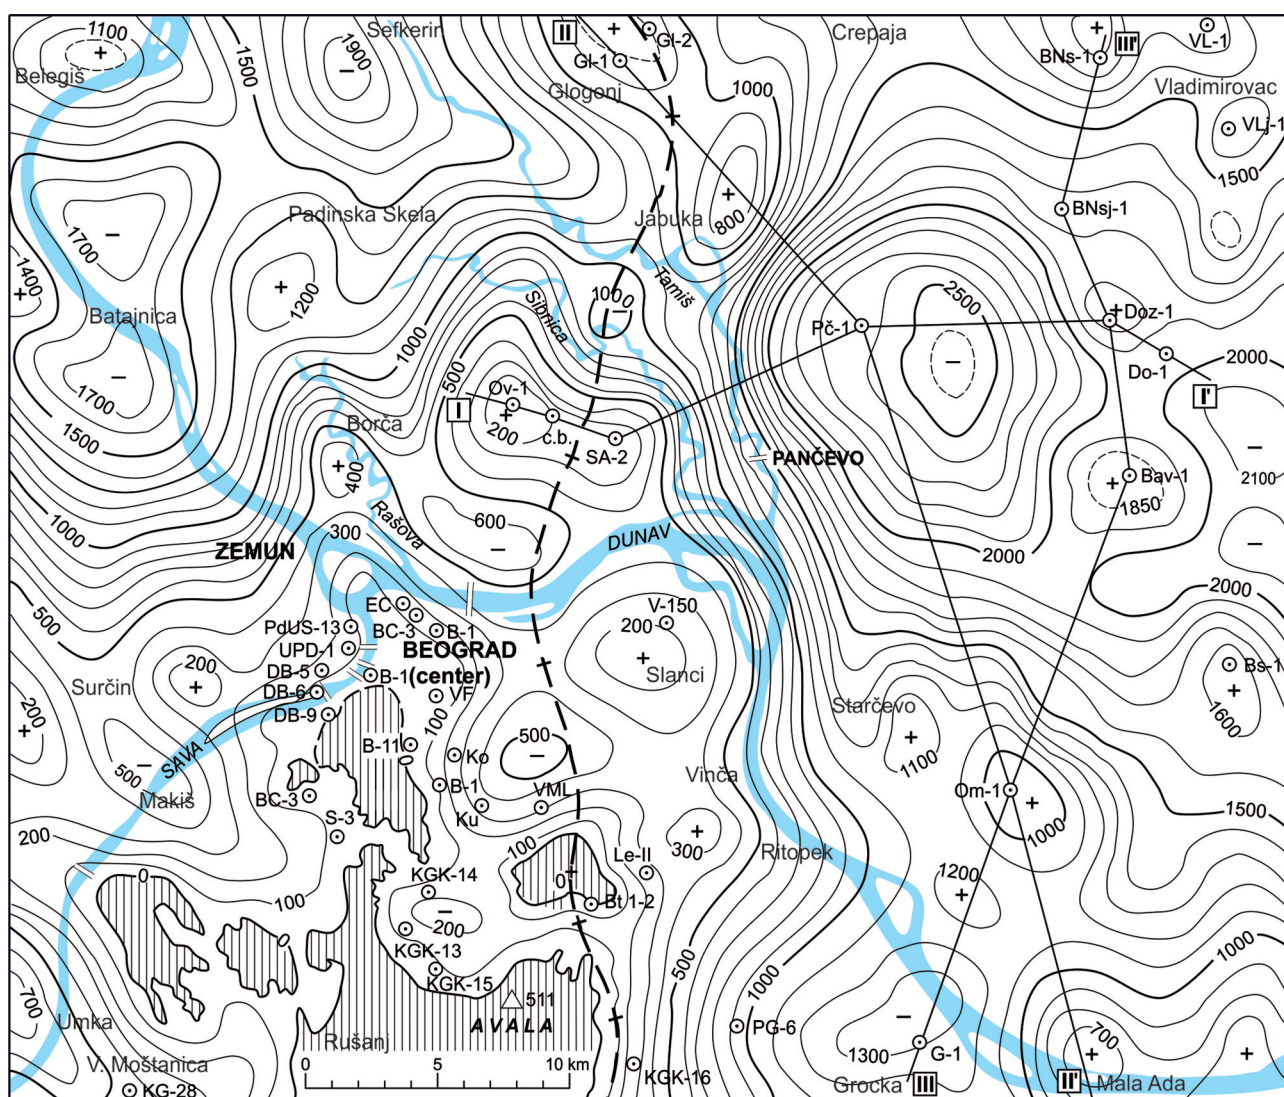 1100
Sefkerin
II
Gl-2
Crepaja
III'
VL-1
Belegiš
1500
1900
Gl-1
BNs-1
Glogonj
1000
Vladimirovac
VLj-1
1500
Padinska Skela
BNsj-1
1700
Jabuka
800
1400
Tamiš
1200
Sibnica
1000
2500
Batajnica
Pč-1
Doz-1
1000
2000
Do-1
1700
500
Ov-1
I
I'
Borča
200
č.b.
1500
SA-2
PANČEVO
400
Bav-1
2100
1850
Rašova
600
1000
300
DUNAV
2000
ZEMUN
2000
500
EC
V-150
PdUS-13
BC-3
B-1
200
UPD-1
BEOGRAD
(center)
200
DB-5
B-1
Slanci
Bs-1
Surčin
DB-6
VF
Starčevo
200
DB-9
100
1600
SAVA
B-11
0
500
500
Ko
1100
Vinča
Makiš
BC-3
B-1
VML
Om-1
1500
S-3
Ku
1000
200
100
300
Ritopek
Le-II
0
KGK-14
0
1200
100
Bt 1-2
200
0
KGK-13
500
1000
KGK-15
700
511
1000
AVALA
Umka
PG-6
Rušanj
700
V. Moštanica
1300
G-1
0
5
10 km
KGK-16
Grocka
III
II'
Mala Ada
KG-28